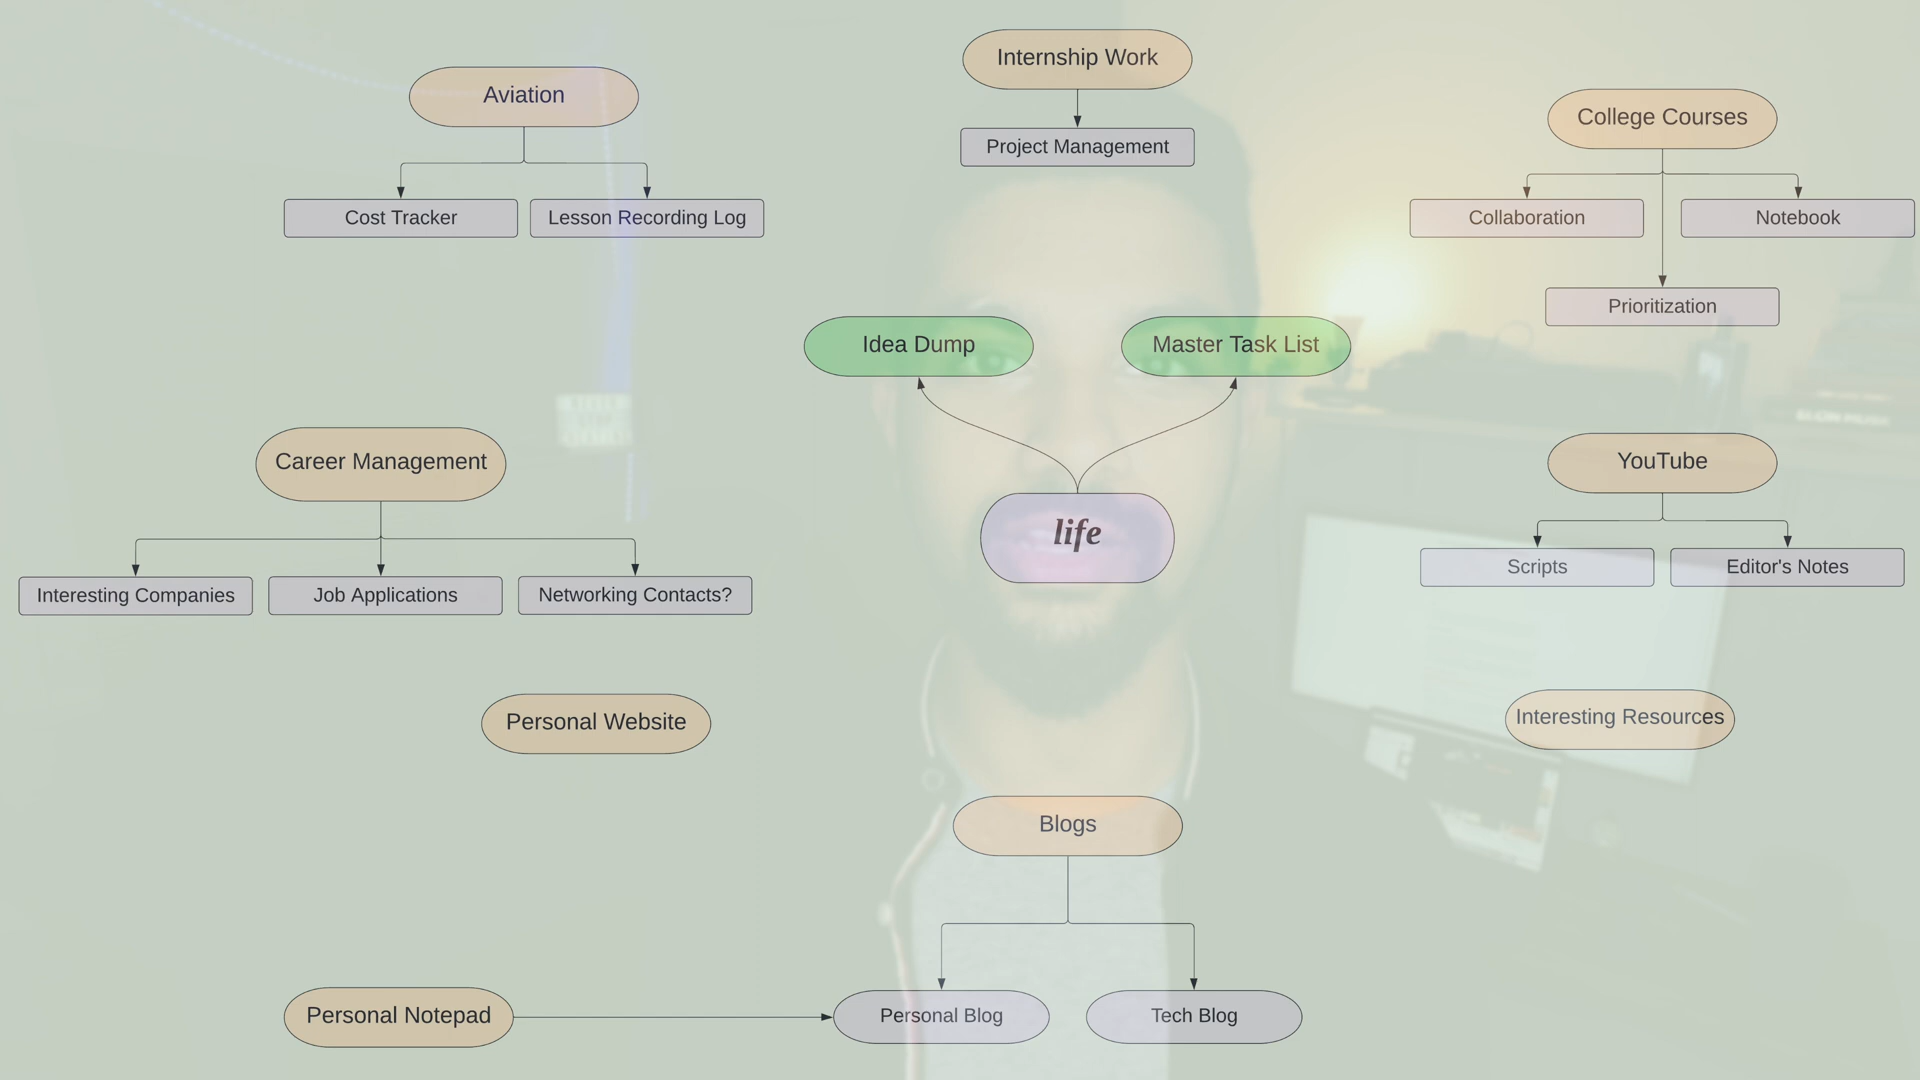 Internship Work
Aviation
College Courses
Project Management
Cost Tracker
Lesson Recording Log
Collaboration
Notebook
Prioritization
Idea Dump
Master Task List
Career Management
YouTube
life
Scripts
Editor's Notes
Interesting Companies
Job Applications
Networking Contacts?
Interesting Resources
Personal Website
Blogs
Personal Notepad
Personal Blog
Tech Blog
ELON MUSK